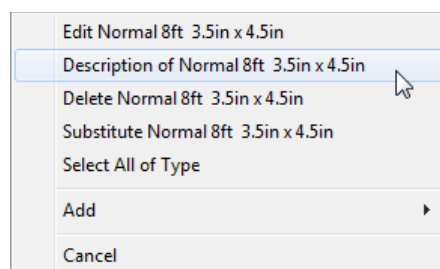 Edit Normal 8ft  3.5in x 4.5in
Description of Normal 8ft  3.5in x 4.5in
Delete Normal 8ft  3.5in x 4.5in
Substitute Normal 8ft  3.5in x 4.5in
Select All of Type
Add
Cancel